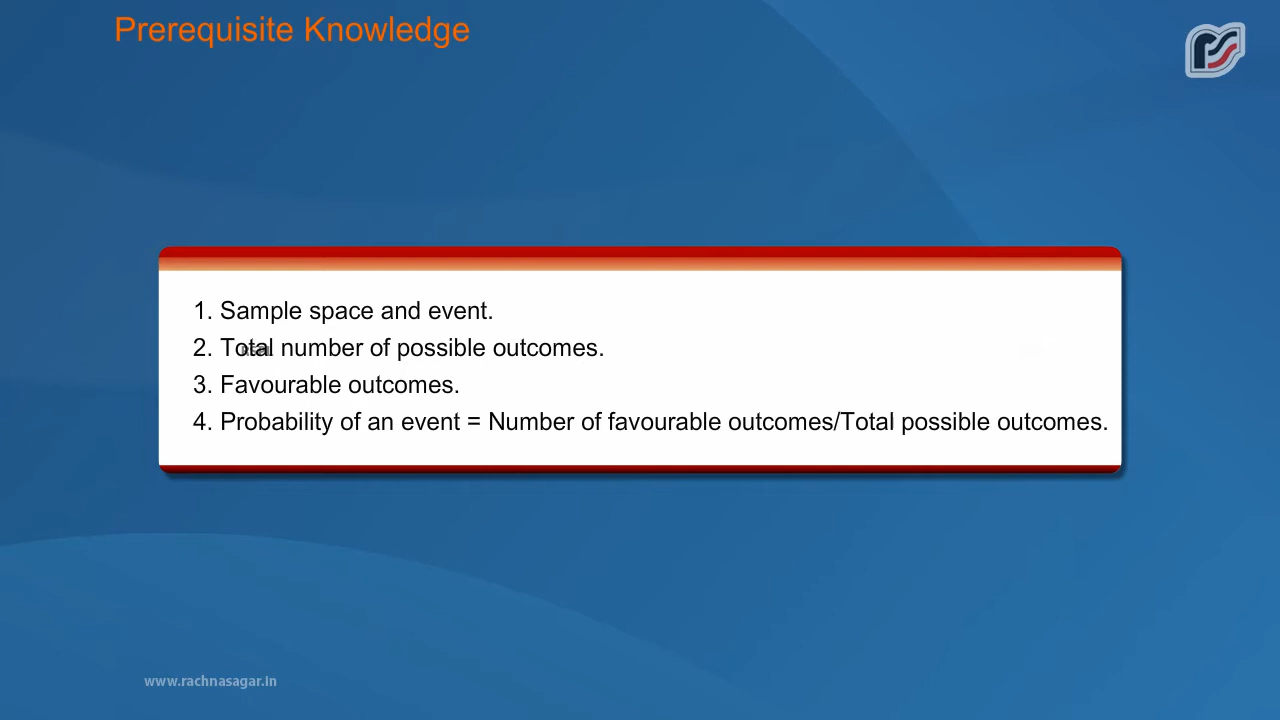 Prerequisite Knowledge
1. Sample space and event.
2. Total number of possible outcomes.
3. Favourable outcomes.
4. Probability of an event = Number of favourable outcomes/Total possible outcomes.
www.rachnasagar.in